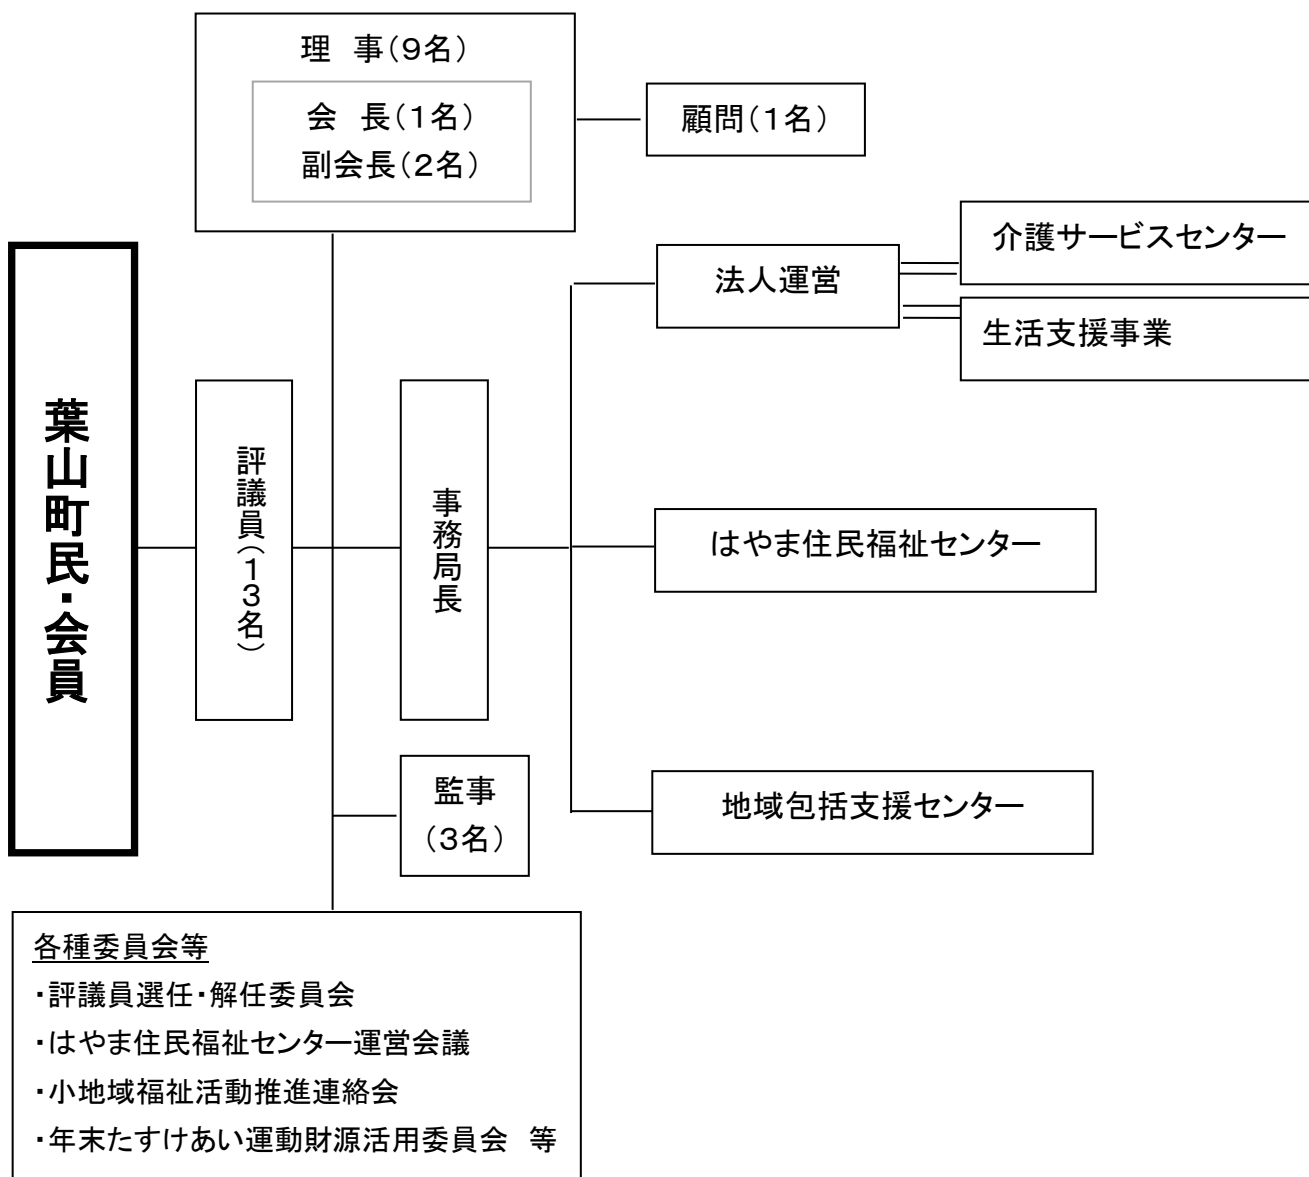 理　事（９名）
会　長（１名）
副会長（２名）
顧問（１名）
介護サービスセンター
法人運営
生活支援事業
葉山町民・会員
評議員（１３名）
事務局長
はやま住民福祉センター
監事
（３名）
地域包括支援センター
各種委員会等
・評議員選任・解任委員会
・はやま住民福祉センター運営会議
・小地域福祉活動推進連絡会
・年末たすけあい運動財源活用委員会　等